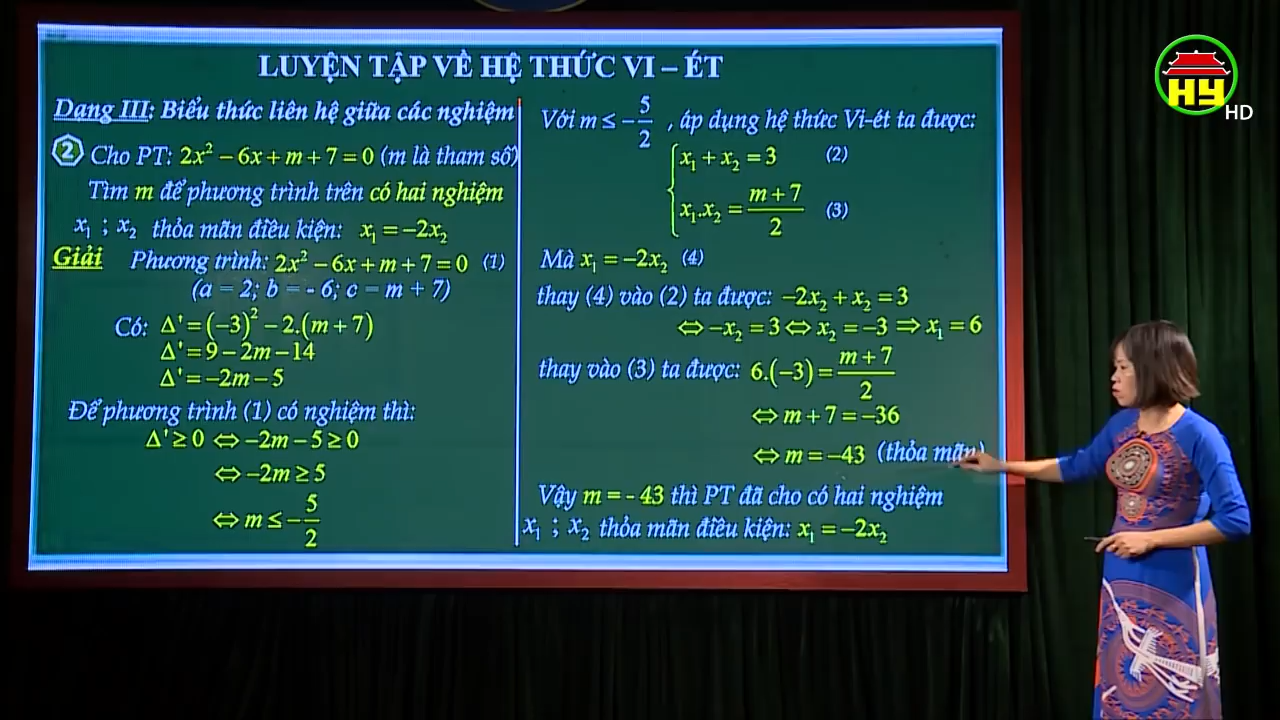 LUYỆN TẬP VỀ HỆ THỨC VI – ÉT
Dạng III: Biểu thức liên hệ giữa các nghiệm
2 Cho PT: 2x² − 6x + m + 7 = 0 (m là tham số)
Tìm m để phương trình trên có hai nghiệm
x₁ ; x₂ thỏa mãn điều kiện: x₁ = −2x₂
Giải Phương trình: 2x² − 6x + m + 7 = 0 (1)
(a = 2; b = - 6; c = m + 7)
Có: Δ' = (−3)² − 2.(m + 7)
Δ' = 9 − 2m − 14
Δ' = −2m − 5
Để phương trình (1) có nghiệm thì:
Δ' ≥ 0 ⇔ −2m − 5 ≥ 0
⇔ −2m ≥ 5
⇔ m ≤ −5/2
Với m ≤ −5/2 , áp dụng hệ thức Vi-ét ta được:
x₁ + x₂ = 3 (2)
x₁.x₂ = (m + 7)/2 (3)
Mà x₁ = −2x₂ (4)
thay (4) vào (2) ta được: −2x₂ + x₂ = 3
⇔ −x₂ = 3 ⇔ x₂ = −3 ⇒ x₁ = 6
thay vào (3) ta được: 6.(−3) = (m + 7)/2
⇔ m + 7 = −36
⇔ m = −43 (thỏa mãn)
Vậy m = - 43 thì PT đã cho có hai nghiệm
x₁ ; x₂ thỏa mãn điều kiện: x₁ = −2x₂
HY
HD